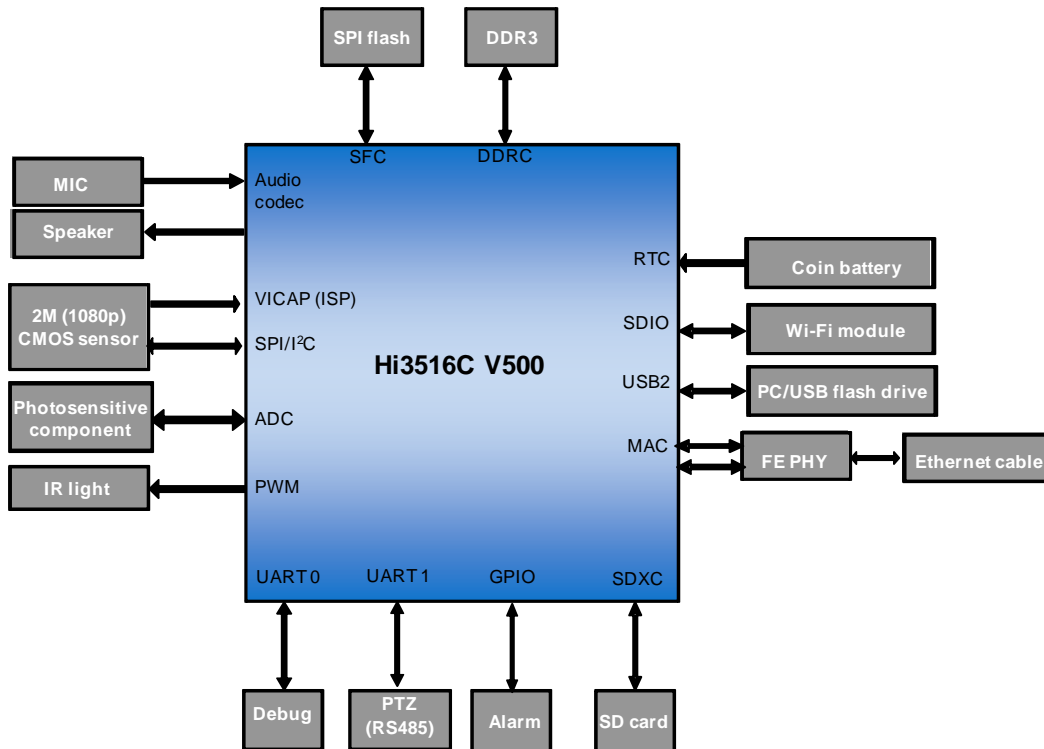 SPI flash
DDR3
SFC
DDRC
MIC
Audio
codec
Speaker
RTC
Coin battery
VICAP (ISP)
2M (1080p)
CMOS sensor
SPI/I²C
SDIO
Wi-Fi module
Hi3516C V500
USB2
PC/USB flash drive
Photosensitive
component
ADC
MAC
FE PHY
Ethernet cable
IR light
PWM
UART 0
UART 1
GPIO
SDXC
Debug
PTZ
(RS485)
Alarm
SD card